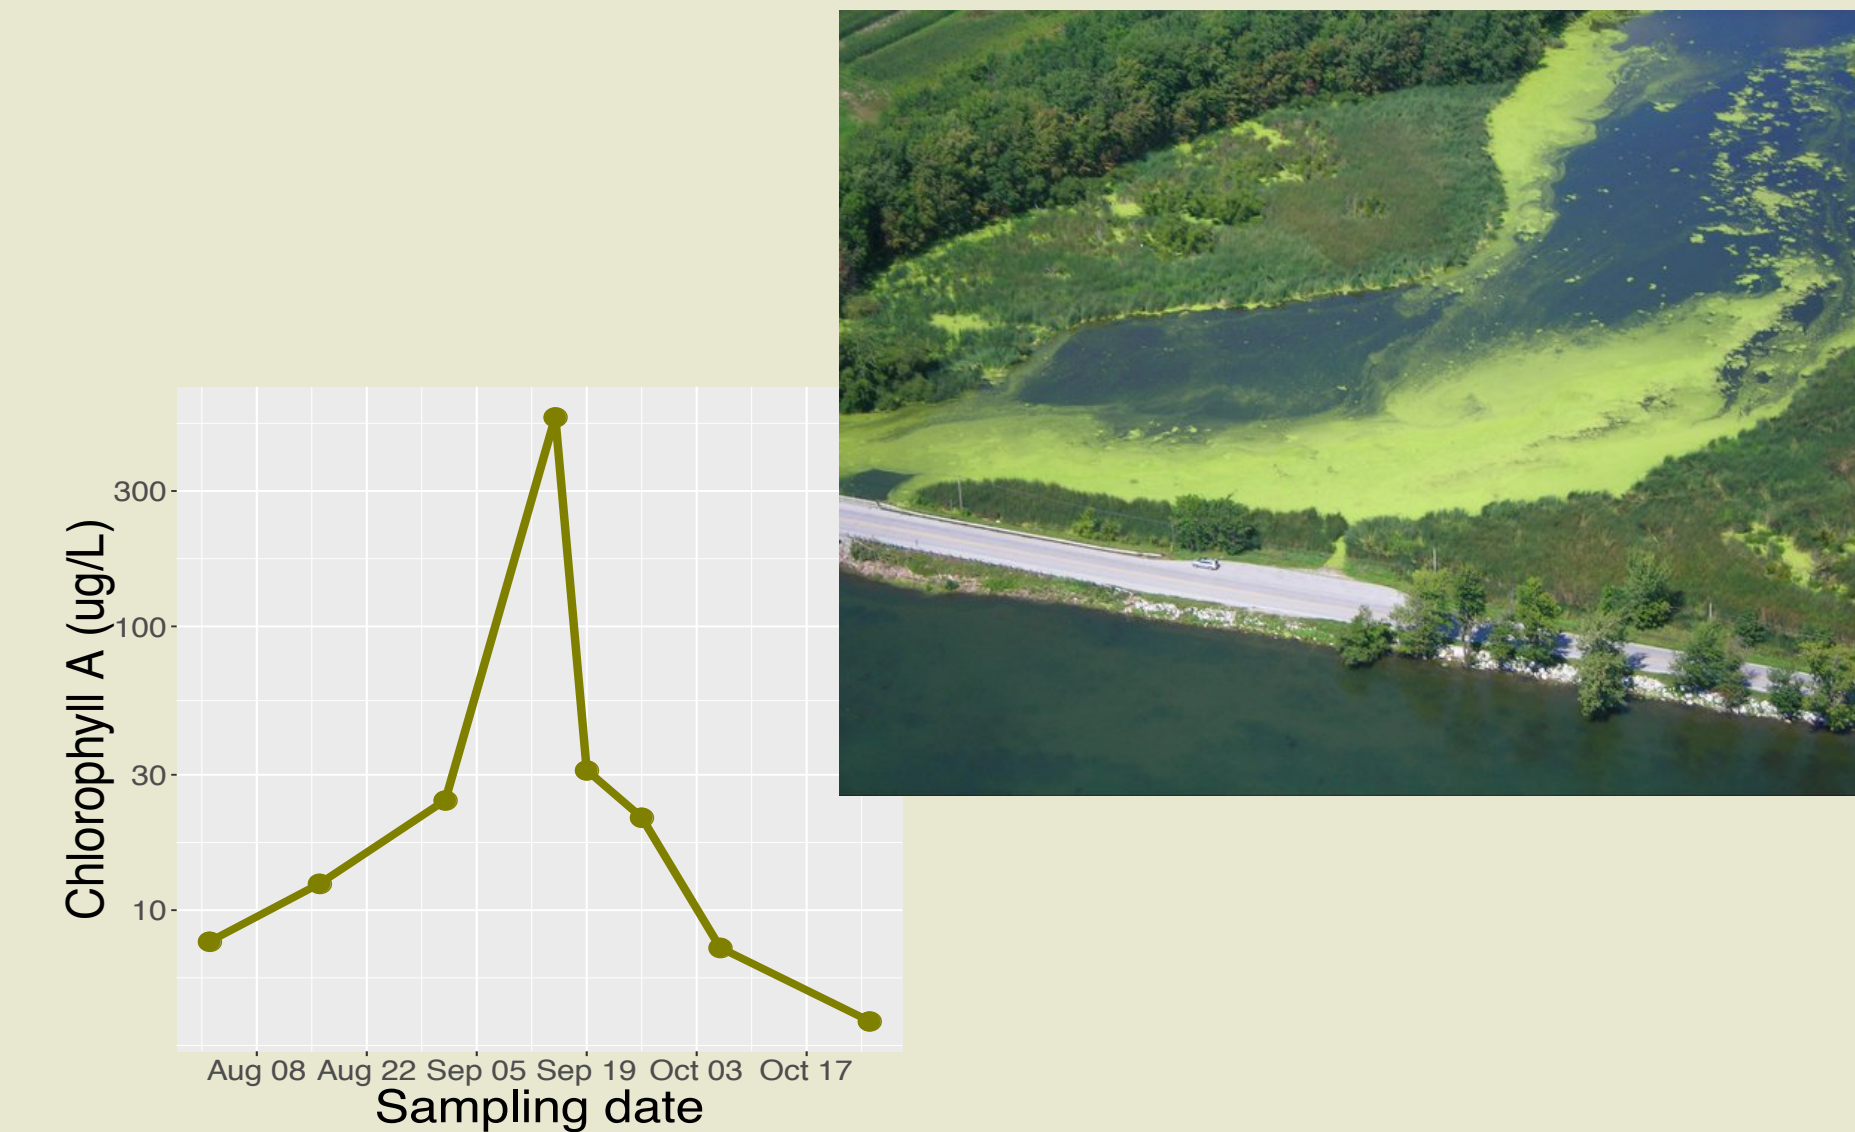 300
100
30
10
Chlorophyll A (ug/L)
Aug 08 Aug 22 Sep 05 Sep 19 Oct 03 Oct 17
Sampling date